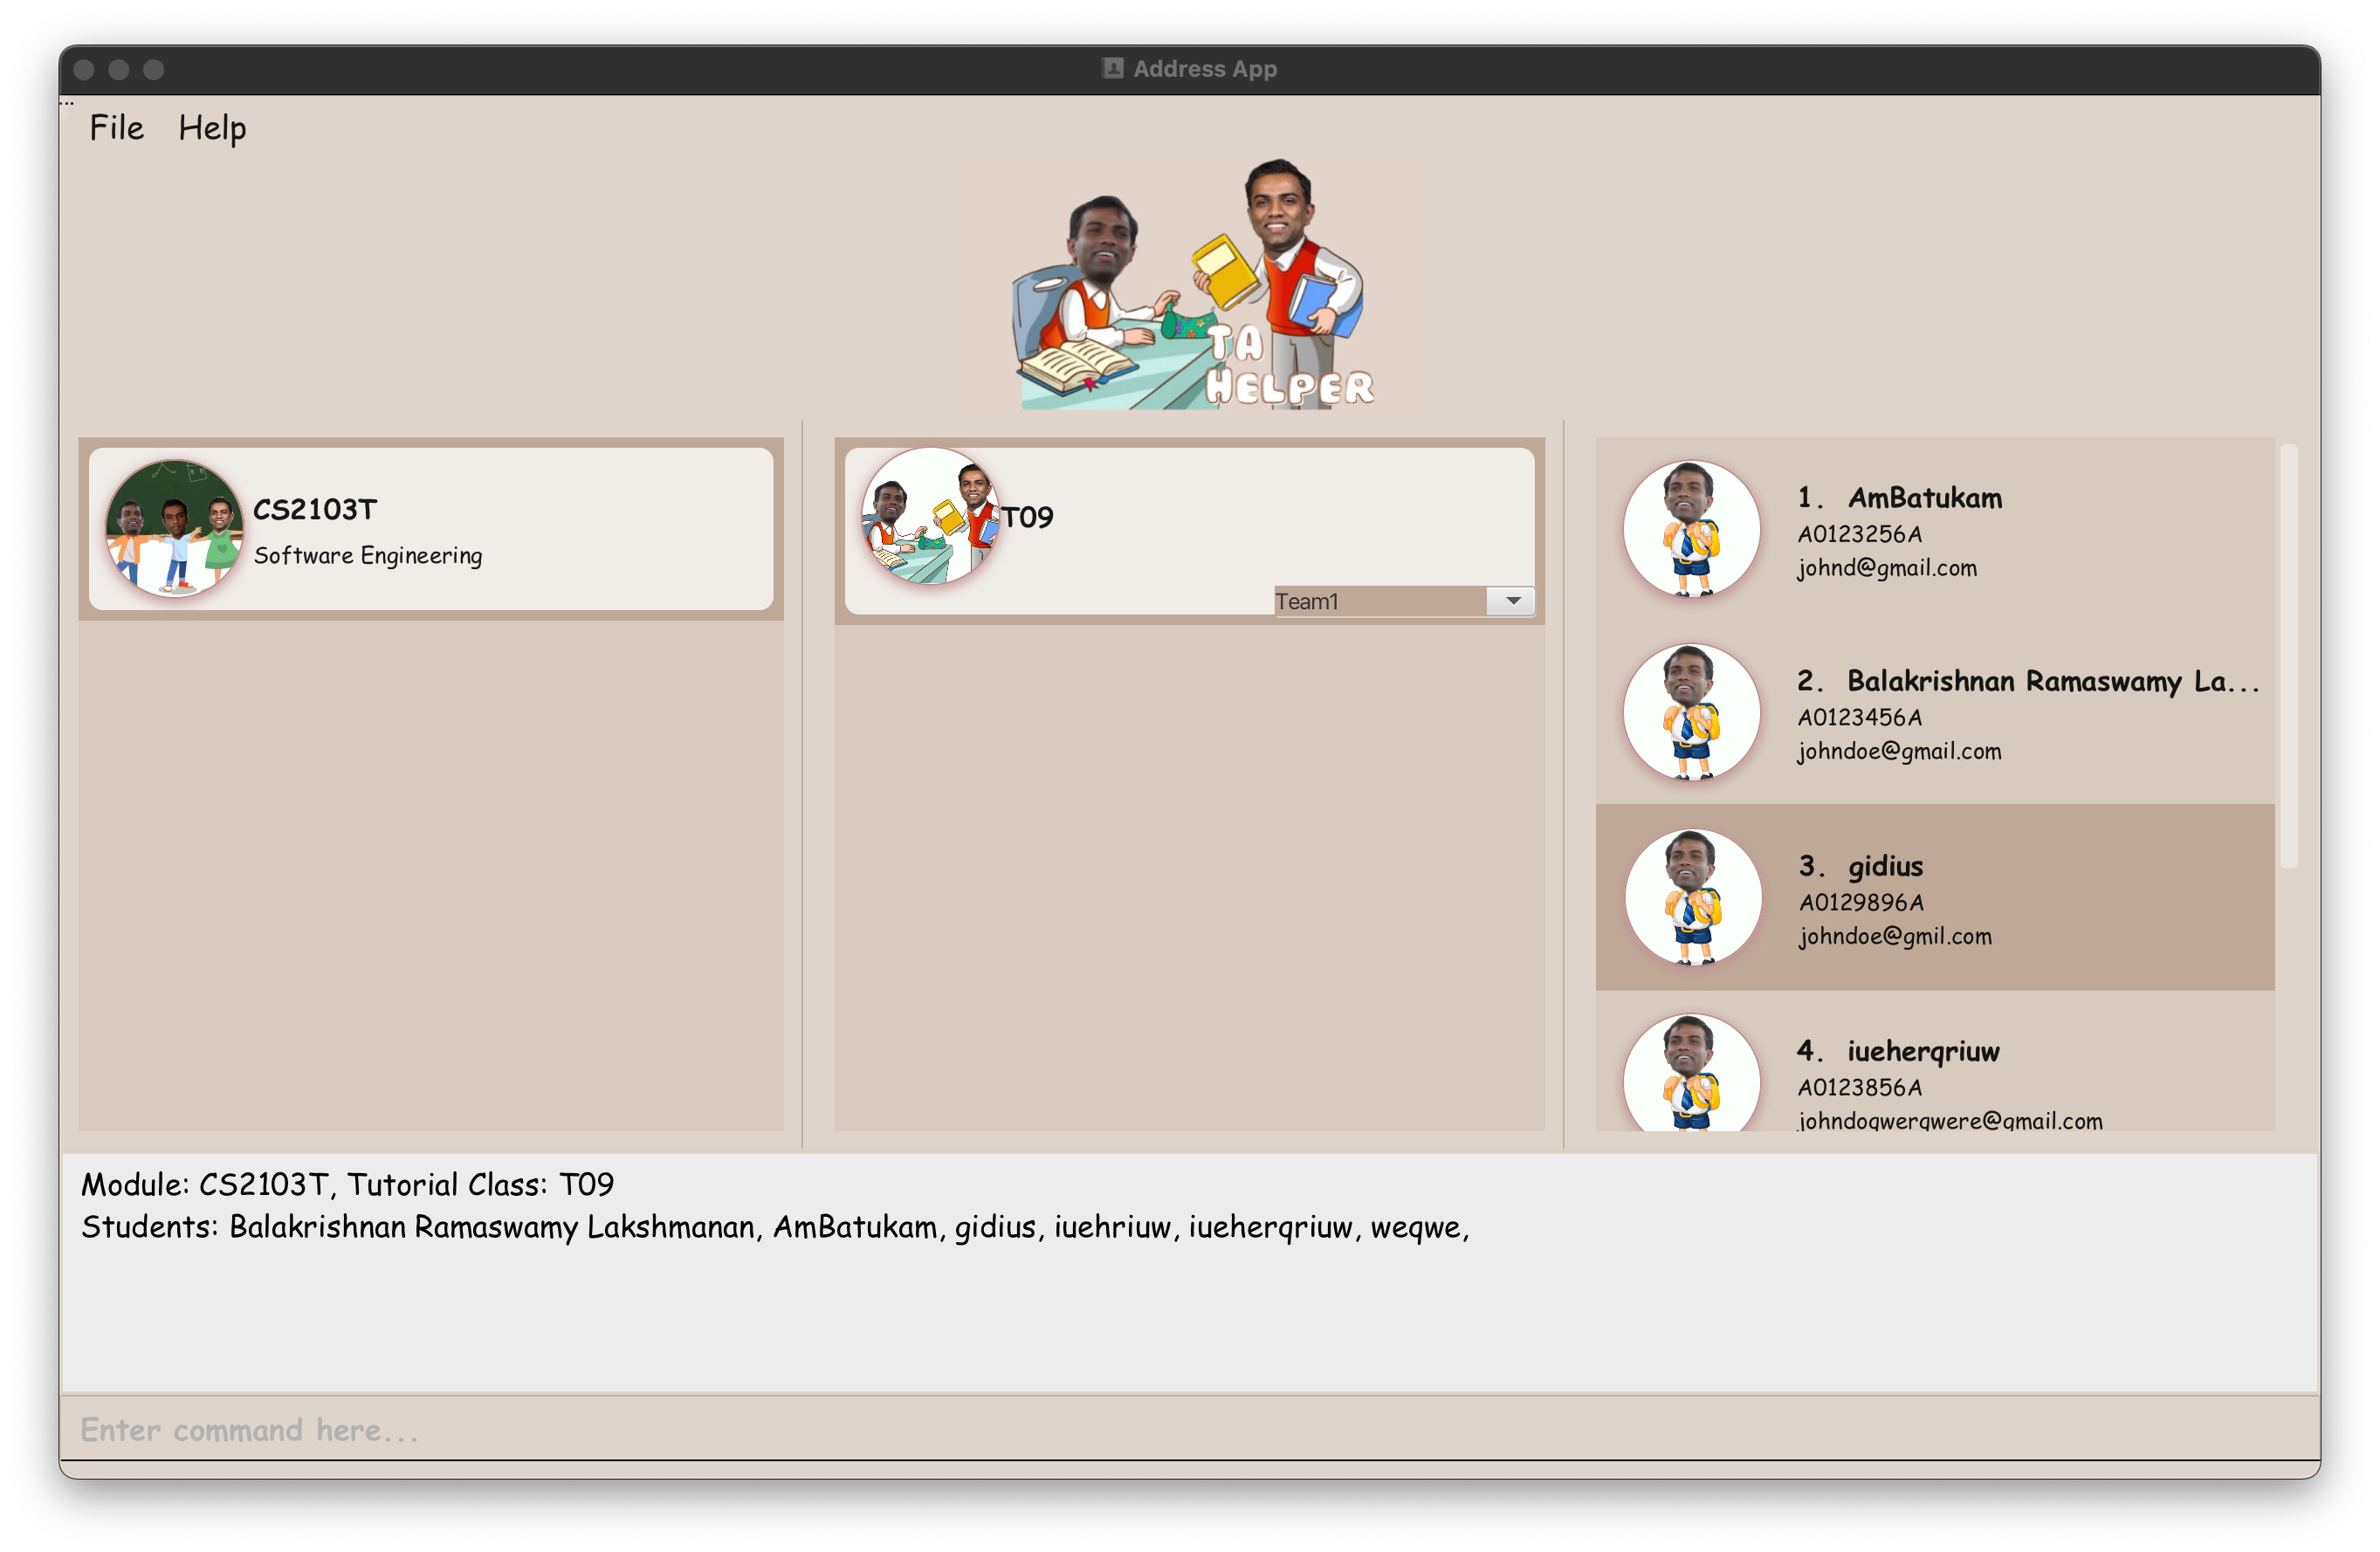 Address App
File Help
TA
HELPER
CS2103T
Software Engineering
T09
Team1
1. AmBatukam
A0123256A
johnd@gmail.com
2. Balakrishnan Ramaswamy La...
A0123456A
johndoe@gmail.com
3. gidius
A0129896A
johndoe@gmil.com
4. iueherqriuw
A0123856A
johndoqwerqwere@gmail.com
Module: CS2103T, Tutorial Class: T09
Students: Balakrishnan Ramaswamy Lakshmanan, AmBatukam, gidius, iuehriuw, iueherqriuw, weqwe,
Enter command here...